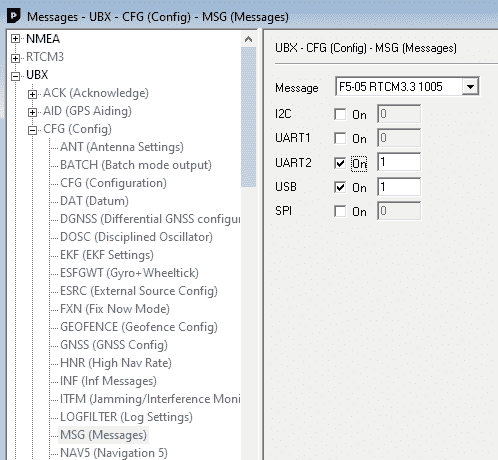 Messages - UBX - CFG (Config) - MSG (Messages)
NMEA
RTCM3
UBX
ACK (Acknowledge)
AID (GPS Aiding)
CFG (Config)
ANT (Antenna Settings)
BATCH (Batch mode output)
CFG (Configuration)
DAT (Datum)
DGNSS (Differential GNSS configur
DOSC (Disciplined Oscillator)
EKF (EKF Settings)
ESFGWT (Gyro+Wheeltick)
ESRC (External Source Config)
FXN (Fix Now Mode)
GEOFENCE (Geofence Config)
GNSS (GNSS Config)
HNR (High Nav Rate)
INF (Inf Messages)
ITFM (Jamming/Interference Moni
LOGFILTER (Log Settings)
MSG (Messages)
NAV5 (Navigation 5)
UBX - CFG (Config) - MSG (Messages)
Message F5-05 RTCM3.3 1005
I2C On 0
UART1 On 0
UART2 On 1
USB On 1
SPI On 0